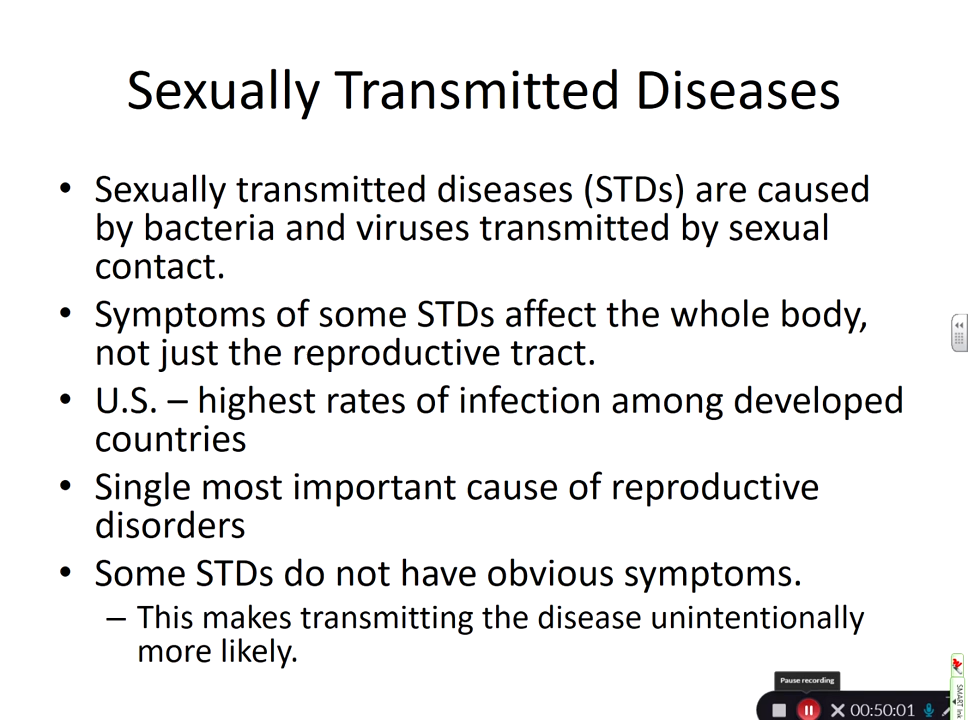 Sexually Transmitted Diseases
• Sexually transmitted diseases (STDs) are caused
by bacteria and viruses transmitted by sexual
contact.
• Symptoms of some STDs affect the whole body,
not just the reproductive tract.
• U.S. – highest rates of infection among developed
countries
• Single most important cause of reproductive
disorders
• Some STDs do not have obvious symptoms.
– This makes transmitting the disease unintentionally
more likely.
Pause recording
00:50:01
SMART Ink